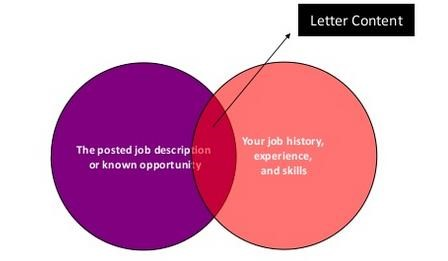 Letter Content
The posted job description
or known opportunity
Your job history,
experience,
and skills